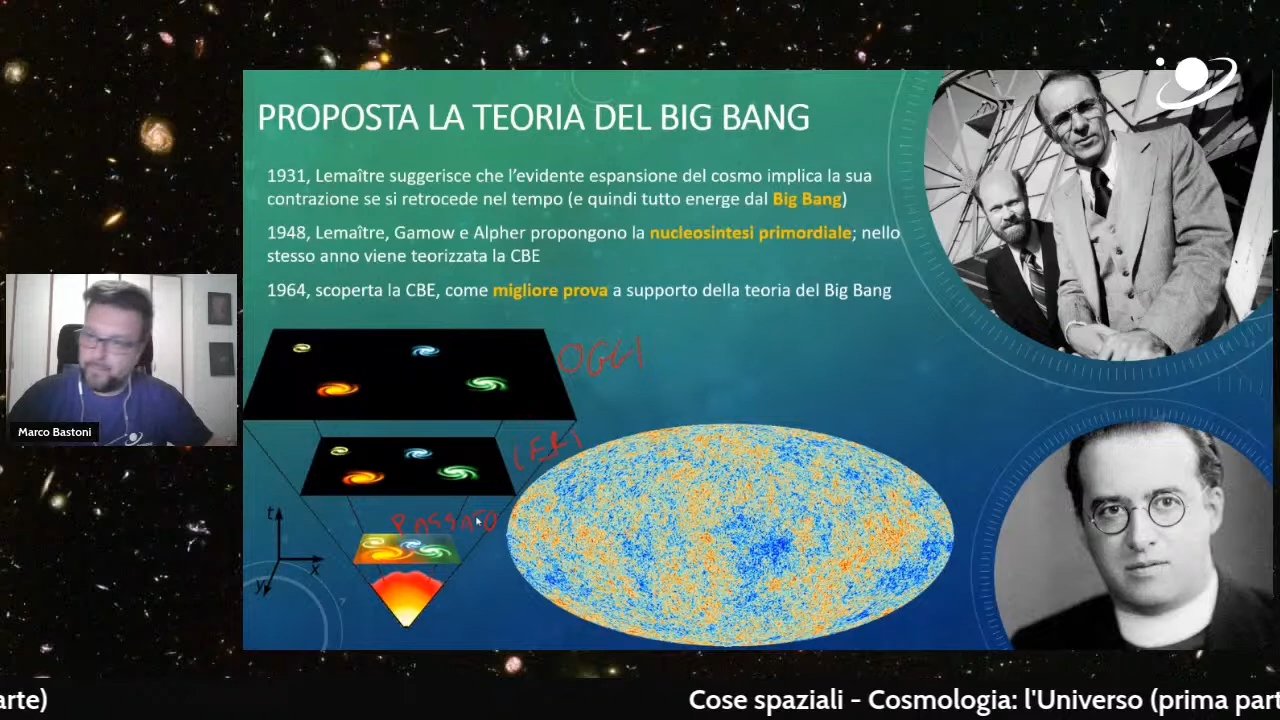 PROPOSTA LA TEORIA DEL BIG BANG
1931, Lemaître suggerisce che l'evidente espansione del cosmo implica la sua
contrazione se si retrocede nel tempo (e quindi tutto energe dal Big Bang)
1948, Lemaître, Gamow e Alpher propongono la nucleosintesi primordiale; nello
stesso anno viene teorizzata la CBE
1964, scoperta la CBE, come migliore prova a supporto della teoria del Big Bang
OGGI
IERI
PASSATO
t
x
y
Marco Bastoni
arte)
Cose spaziali - Cosmologia: l'Universo (prima part